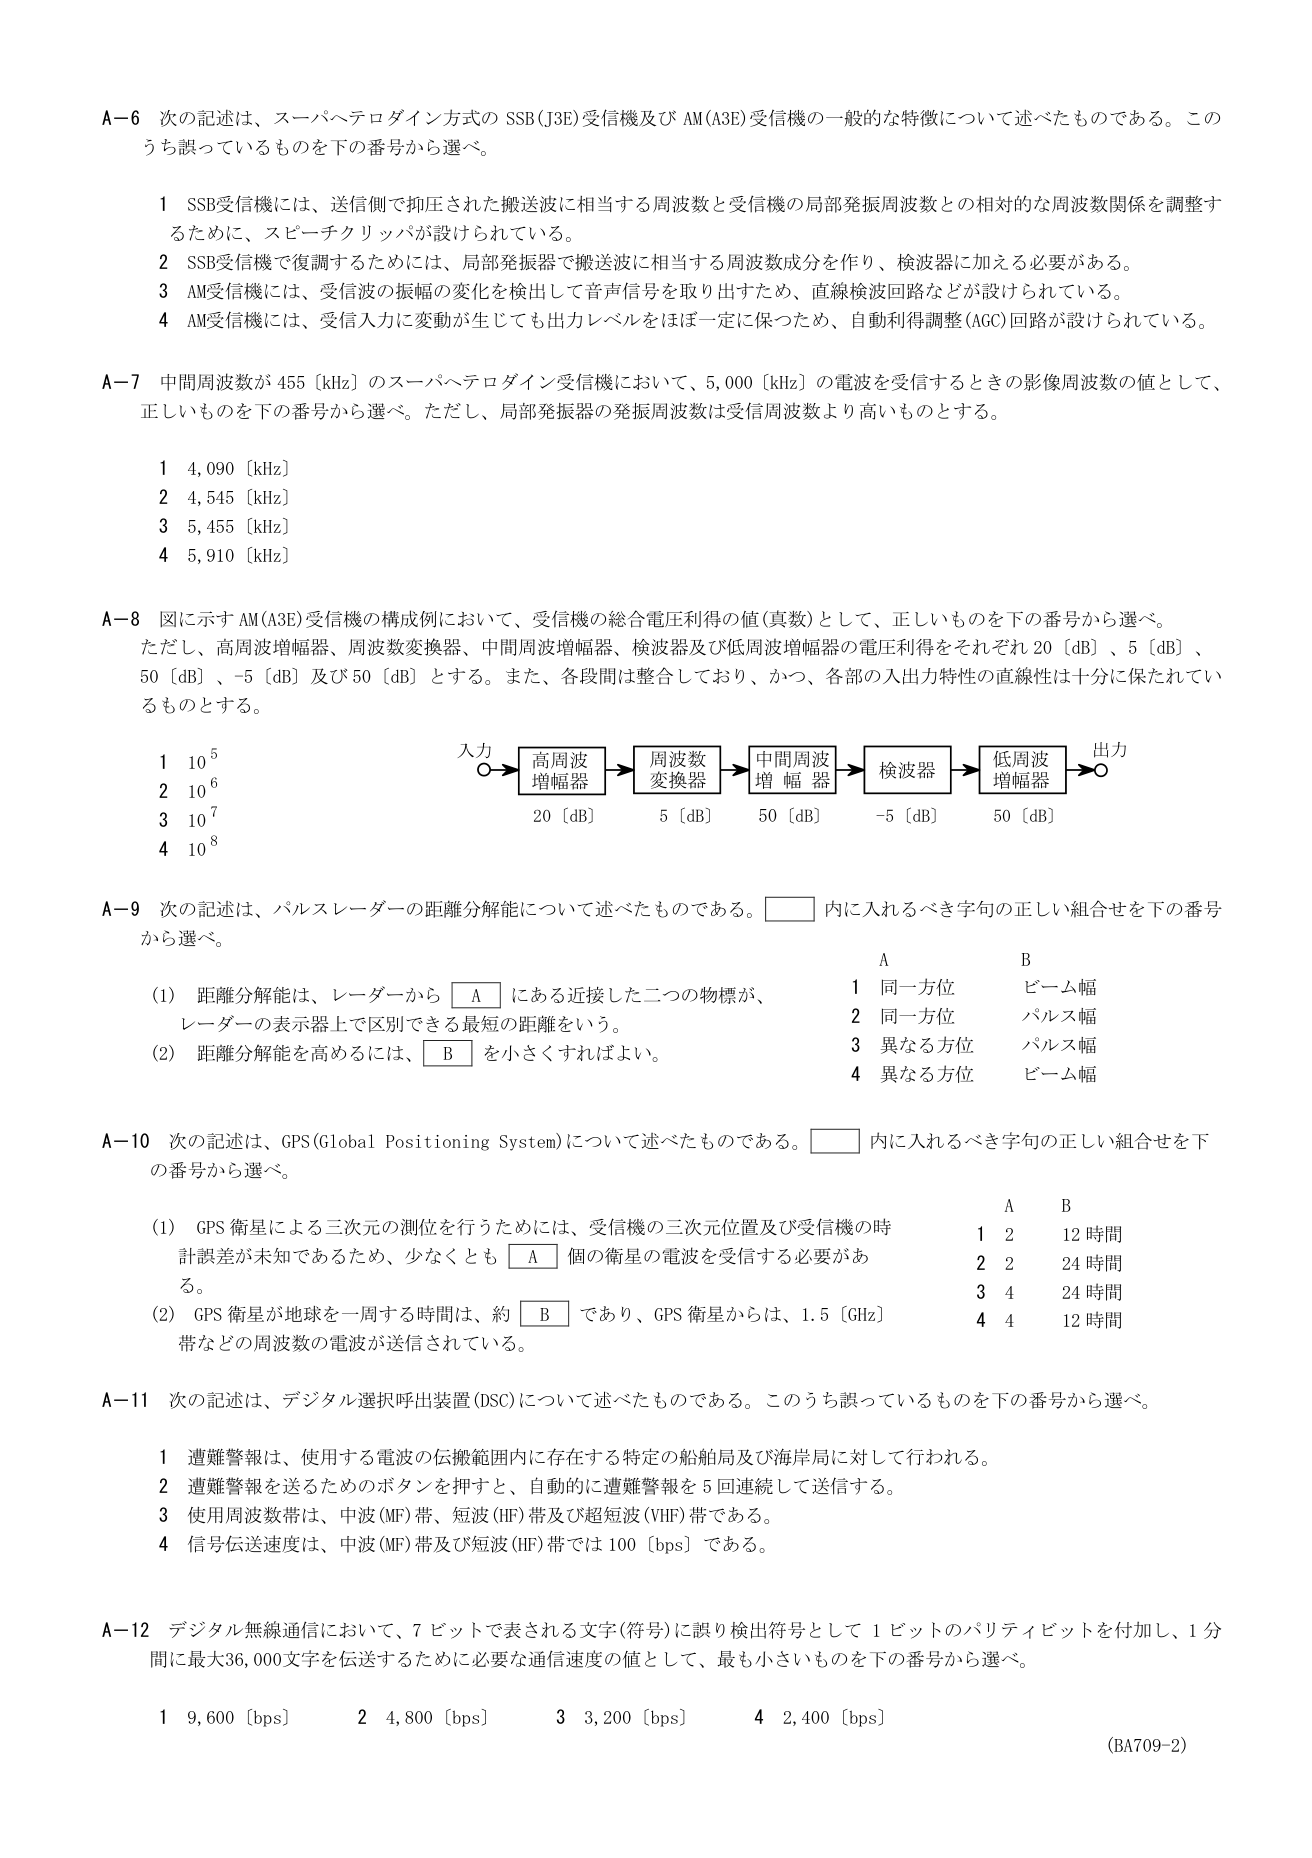 A－6　次の記述は、スーパヘテロダイン方式の SSB(J3E)受信機及び AM(A3E)受信機の一般的な特徴について述べたものである。この
うち誤っているものを下の番号から選べ。
1　SSB受信機には、送信側で抑圧された搬送波に相当する周波数と受信機の局部発振周波数との相対的な周波数関係を調整す
るために、スピーチクリッパが設けられている。
2　SSB受信機で復調するためには、局部発振器で搬送波に相当する周波数成分を作り、検波器に加える必要がある。
3　AM受信機には、受信波の振幅の変化を検出して音声信号を取り出すため、直線検波回路などが設けられている。
4　AM受信機には、受信入力に変動が生じても出力レベルをほぼ一定に保つため、自動利得調整(AGC)回路が設けられている。
A－7　中間周波数が 455〔kHz〕のスーパヘテロダイン受信機において、5,000〔kHz〕の電波を受信するときの影像周波数の値として、
正しいものを下の番号から選べ。ただし、局部発振器の発振周波数は受信周波数より高いものとする。
1　4,090〔kHz〕
2　4,545〔kHz〕
3　5,455〔kHz〕
4　5,910〔kHz〕
A－8　図に示す AM(A3E)受信機の構成例において、受信機の総合電圧利得の値(真数)として、正しいものを下の番号から選べ。
ただし、高周波増幅器、周波数変換器、中間周波増幅器、検波器及び低周波増幅器の電圧利得をそれぞれ 20〔dB〕、5〔dB〕、
50〔dB〕、-5〔dB〕及び 50〔dB〕とする。また、各段間は整合しており、かつ、各部の入出力特性の直線性は十分に保たれてい
るものとする。
1　10⁵
2　10⁶
3　10⁷
4　10⁸
入力　高周波　周波数　中間周波　検波器　低周波　出力
増幅器　変換器　増 幅 器　増幅器
20〔dB〕　5〔dB〕　50〔dB〕　-5〔dB〕　50〔dB〕
A－9　次の記述は、パルスレーダーの距離分解能について述べたものである。　内に入れるべき字句の正しい組合せを下の番号
から選べ。
(1)　距離分解能は、レーダーから A にある近接した二つの物標が、
レーダーの表示器上で区別できる最短の距離をいう。
(2)　距離分解能を高めるには、 B を小さくすればよい。
A　B
1　同一方位　ビーム幅
2　同一方位　パルス幅
3　異なる方位　パルス幅
4　異なる方位　ビーム幅
A－10　次の記述は、GPS(Global Positioning System)について述べたものである。　内に入れるべき字句の正しい組合せを下
の番号から選べ。
(1)　GPS 衛星による三次元の測位を行うためには、受信機の三次元位置及び受信機の時
計誤差が未知であるため、少なくとも A 個の衛星の電波を受信する必要があ
る。
(2)　GPS 衛星が地球を一周する時間は、約 B であり、GPS 衛星からは、1.5〔GHz〕
帯などの周波数の電波が送信されている。
A　B
1　2　12 時間
2　2　24 時間
3　4　24 時間
4　4　12 時間
A－11　次の記述は、デジタル選択呼出装置(DSC)について述べたものである。このうち誤っているものを下の番号から選べ。
1　遭難警報は、使用する電波の伝搬範囲内に存在する特定の船舶局及び海岸局に対して行われる。
2　遭難警報を送るためのボタンを押すと、自動的に遭難警報を 5 回連続して送信する。
3　使用周波数帯は、中波(MF)帯、短波(HF)帯及び超短波(VHF)帯である。
4　信号伝送速度は、中波(MF)帯及び短波(HF)帯では 100〔bps〕である。
A－12　デジタル無線通信において、7 ビットで表される文字(符号)に誤り検出符号として 1 ビットのパリティビットを付加し、1 分
間に最大36,000文字を伝送するために必要な通信速度の値として、最も小さいものを下の番号から選べ。
1　9,600〔bps〕　2　4,800〔bps〕　3　3,200〔bps〕　4　2,400〔bps〕
(BA709-2)